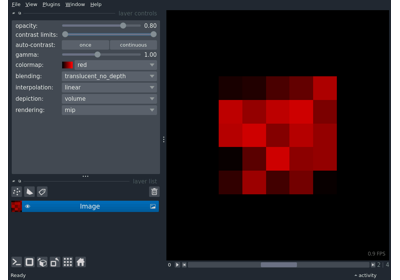 File View Plugins Window Help
layer controls
opacity: 0.80
contrast limits:
auto-contrast: once continuous
gamma: 1.00
colormap: red
blending: translucent_no_depth
interpolation: linear
depiction: volume
rendering: mip
layer list
Image
0.9 FPS
0 2 4
Ready activity